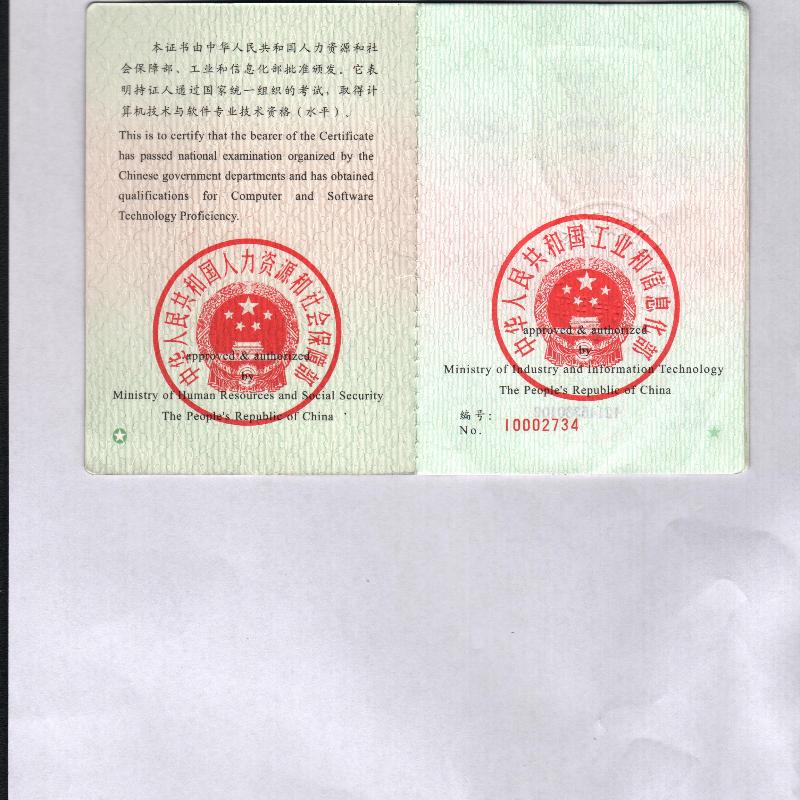 本证书由中华人民共和国人力资源和社
会保障部、工业和信息化部批准颁发。它表
明持证人通过国家统一组织的考试，取得计
算机技术与软件专业技术资格（水平）。
This is to certify that the bearer of the Certificate
has passed national examination organized by the
Chinese government departments and has obtained
qualifications for Computer and Software
Technology Proficiency.
中华人民共和国人力资源和社会保障部
approved & authorized
by
Ministry of Human Resources and Social Security
The People's Republic of China
中华人民共和国工业和信息化部
approved & authorized
by
Ministry of Industry and Information Technology
The People's Republic of China
编号:
No. 10002734